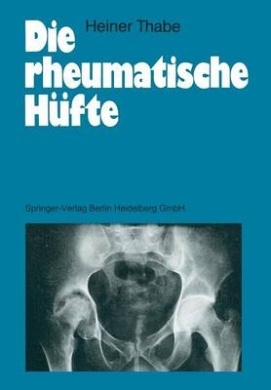 Heiner Thabe
Die
rheumatische
Hüfte
Springer-Verlag Berlin Heidelberg GmbH